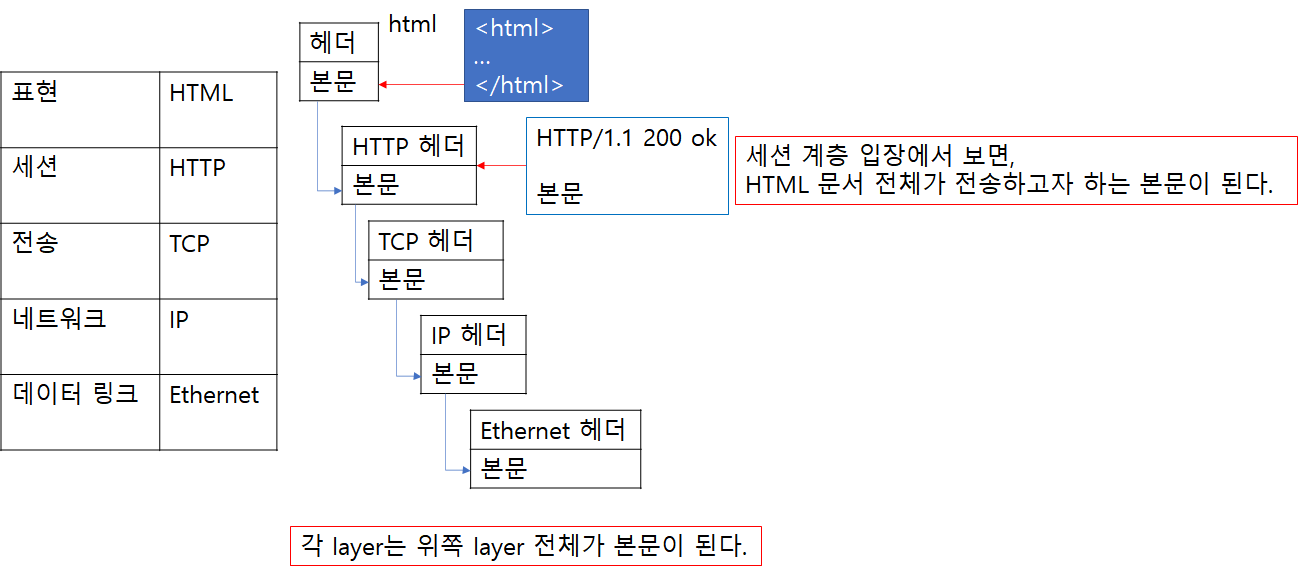 표현 HTML
세션 HTTP
전송 TCP
네트워크 IP
데이터 링크 Ethernet
헤더
본문
html
<html>
...
</html>
HTTP 헤더
본문
HTTP/1.1 200 ok
본문
세션 계층 입장에서 보면,
HTML 문서 전체가 전송하고자 하는 본문이 된다.
TCP 헤더
본문
IP 헤더
본문
Ethernet 헤더
본문
각 layer는 위쪽 layer 전체가 본문이 된다.